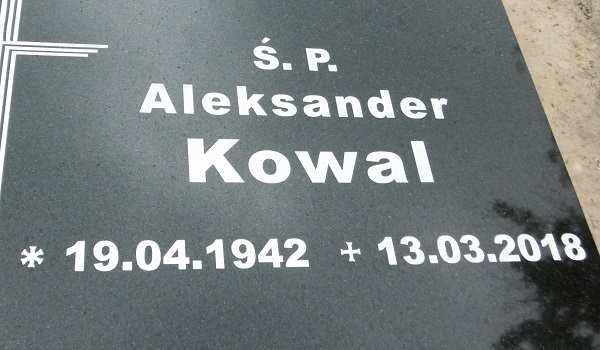 Ś. P.
Aleksander
Kowal
* 19.04.1942 + 13.03.2018